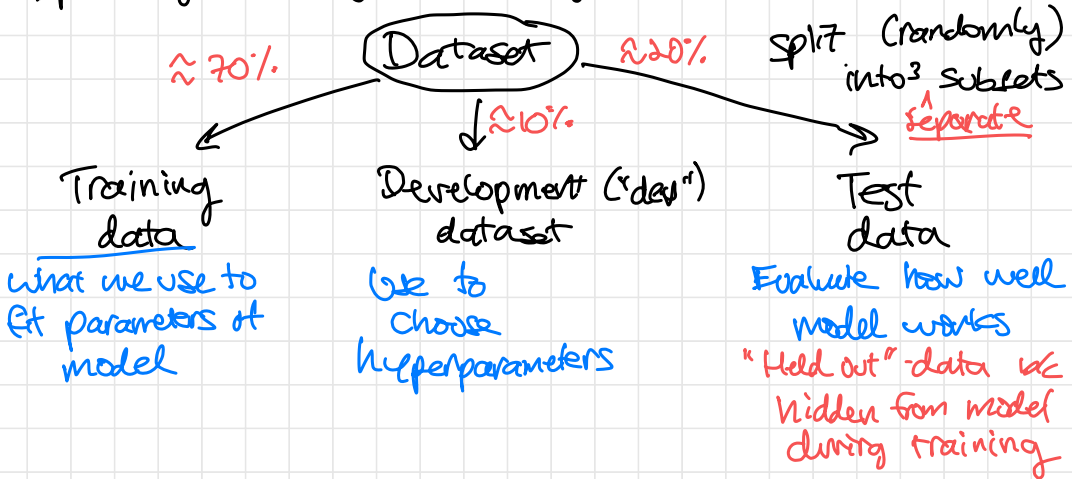 Dataset
≈70%
≈10%
≈20%
split (randomly)
into 3 subsets
^
separate
Training
data
what we use to
fit parameters of
model
Development ("dev")
dataset
Use to
choose
hyperparameters
Test
data
Evaluate how well
model works
"Held out"-data b/c
hidden from model
during training